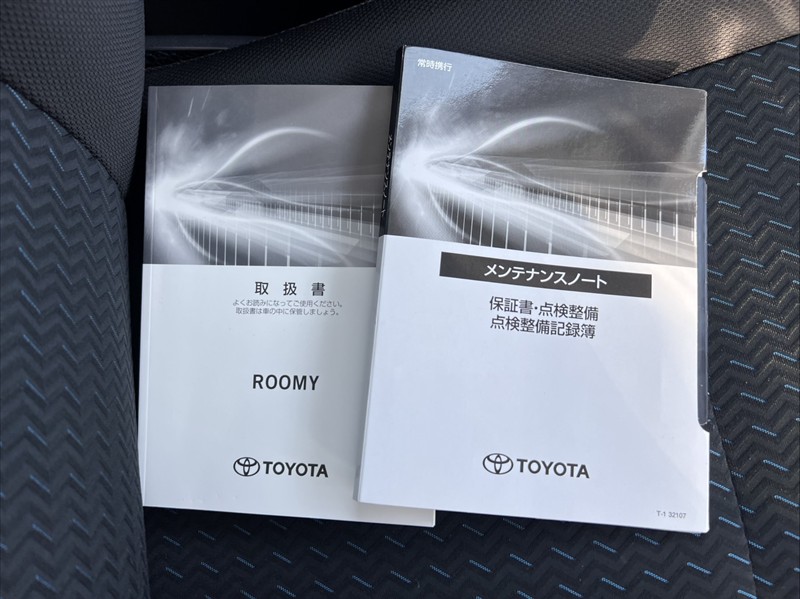 取扱書
よくお読みになってご使用ください。
取扱書は車の中に保管しましょう。
ROOMY
TOYOTA
常時携行
メンテナンスノート
保証書・点検整備
点検整備記録簿
TOYOTA
T-1 32107